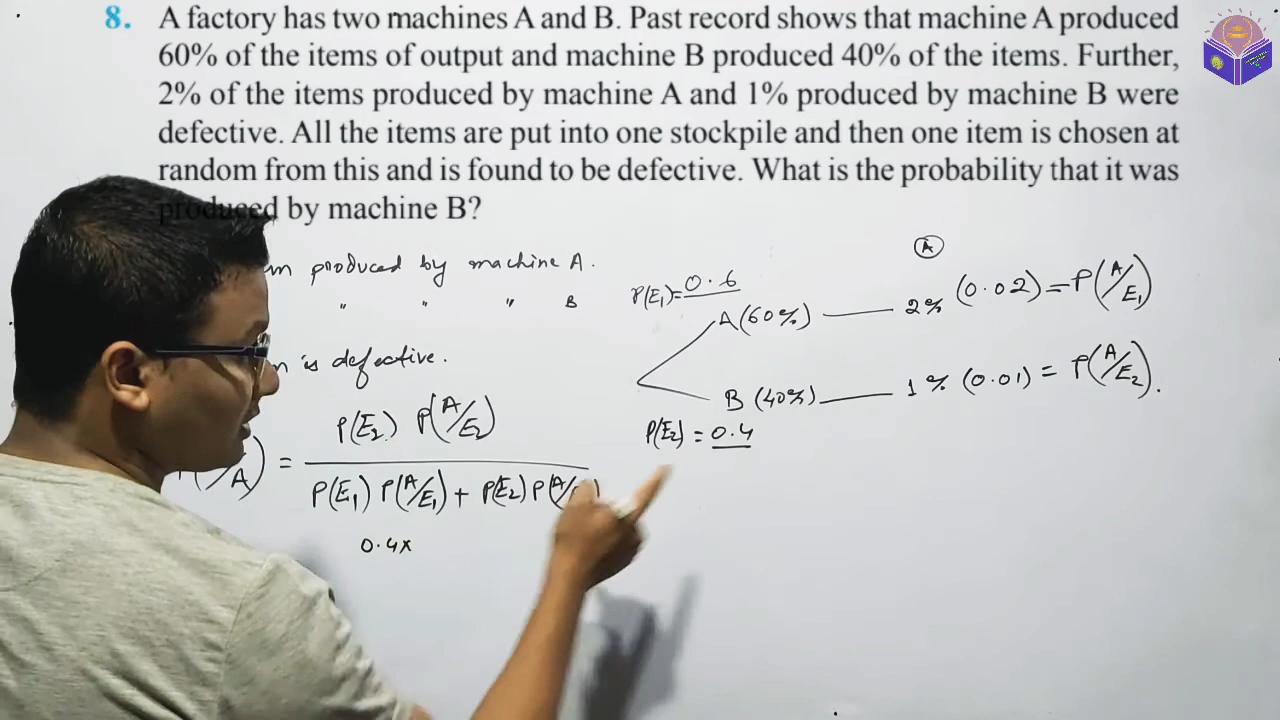 8. A factory has two machines A and B. Past record shows that machine A produced
60% of the items of output and machine B produced 40% of the items. Further,
2% of the items produced by machine A and 1% produced by machine B were
defective. All the items are put into one stockpile and then one item is chosen at
random from this and is found to be defective. What is the probability that it was
produced by machine B?
produced by machine A.
" " " B
is defective.
P(E₂) P(A/E₂)
/A) =
P(E₁) P(A/E₁) + P(E₂) P(A/
0.4×
A
P(E₁)=0.6
A (60%) 2% (0.02) = P(A/E₁)
B (40%) 1% (0.01) = P(A/E₂).
P(E₂) = 0.4